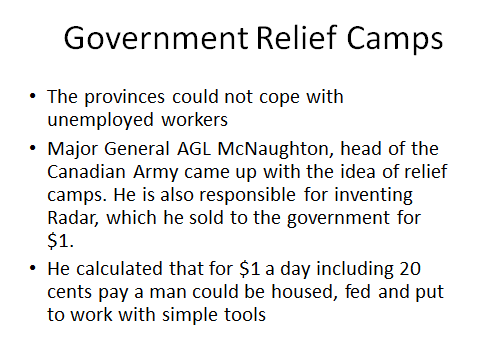 Government Relief Camps
• The provinces could not cope with
unemployed workers
• Major General AGL McNaughton, head of the
Canadian Army came up with the idea of relief
camps. He is also responsible for inventing
Radar, which he sold to the government for
$1.
• He calculated that for $1 a day including 20
cents pay a man could be housed, fed and put
to work with simple tools